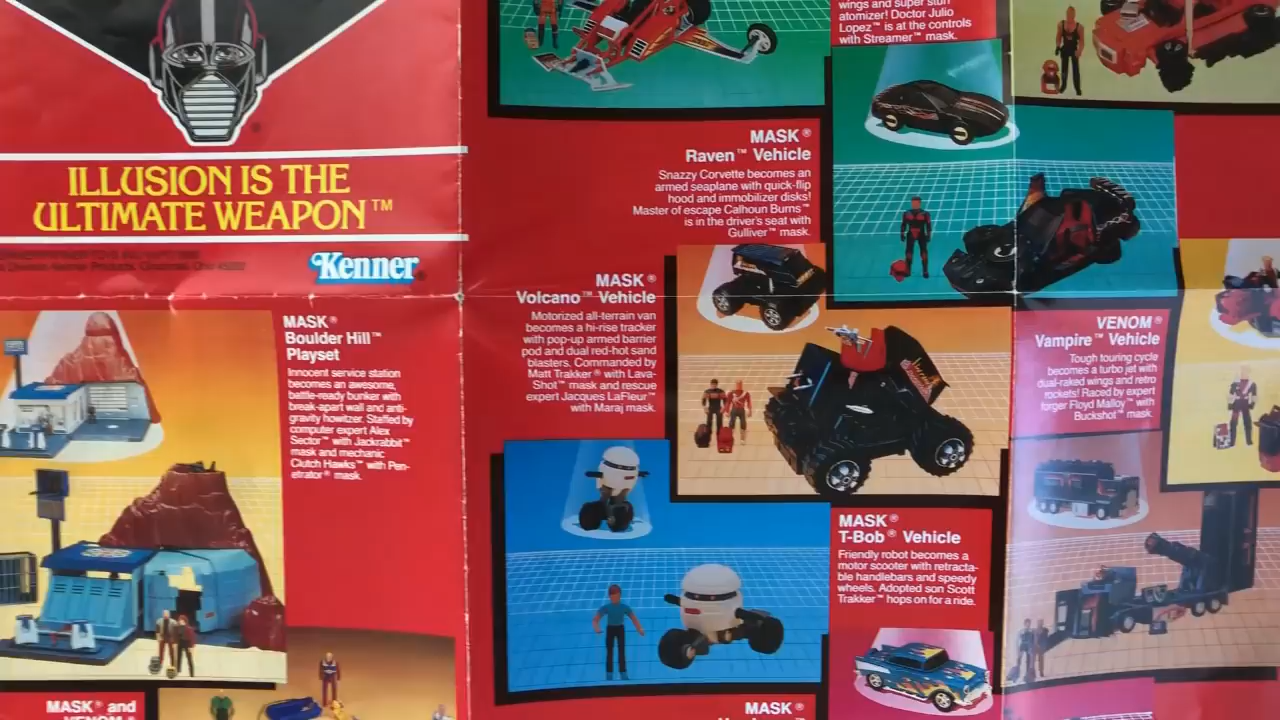 ILLUSION IS THE
ULTIMATE WEAPON™
Kenner®
MASK®
Boulder Hill™
Playset
Innocent service station
becomes an awesome,
battle-ready bunker with
break-apart wall and anti-
gravity howitzer. Staffed by
computer expert Alex
Sector™ with Jackrabbit™
mask and mechanic
Clutch Hawks™ with Pen-
etrator® mask.
MASK® and
VENOM®
wings and super stun
atomizer! Doctor Julio
Lopez™ is at the controls
with Streamer™ mask.
MASK®
Raven™ Vehicle
Snazzy Corvette becomes an
armed seaplane with quick-flip
hood and immobilizer disks!
Master of escape Calhoun Burns™
is in the driver's seat with
Gulliver™ mask.
MASK®
Volcano™ Vehicle
Motorized all-terrain van
becomes a hi-rise tracker
with pop-up armed barrier
pod and dual red-hot sand
blasters. Commanded by
Matt Trakker® with Lava-
Shot™ mask and rescue
expert Jacques LaFleur™
with Maraj mask.
VENOM®
Vampire™ Vehicle
Tough touring cycle
becomes a turbo jet with
dual-raked wings and retro
rockets! Raced by expert
forger Floyd Malloy™ with
Buckshot™ mask.
MASK®
T-Bob® Vehicle
Friendly robot becomes a
motor scooter with retracta-
ble handlebars and speedy
wheels. Adopted son Scott
Trakker™ hops on for a ride.
MASK®